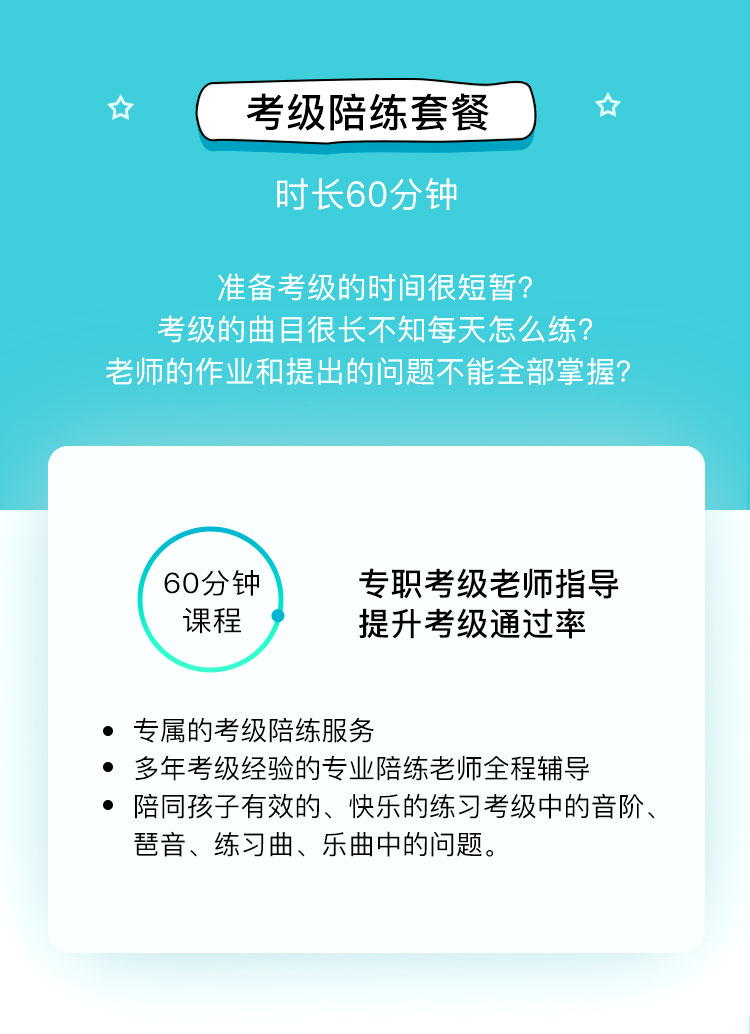 考级陪练套餐
时长60分钟
准备考级的时间很短暂？
考级的曲目很长不知每天怎么练？
老师的作业和提出的问题不能全部掌握？
60分钟
课程
专职考级老师指导
提升考级通过率
• 专属的考级陪练服务
• 多年考级经验的专业陪练老师全程辅导
• 陪同孩子有效的、快乐的练习考级中的音阶、
琶音、练习曲、乐曲中的问题。